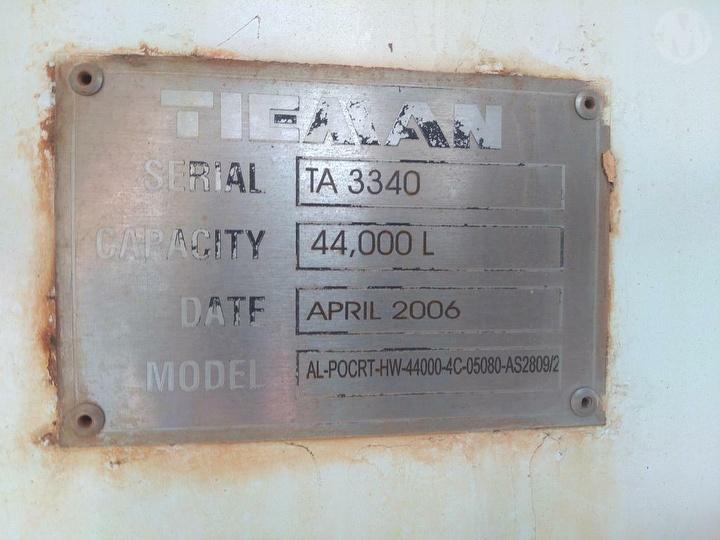 TIEMAN
SERIAL TA 3340
CAPACITY 44,000 L
DATE APRIL 2006
MODEL AL-POCRT-HW-44000-4C-05080-AS2809/2
M